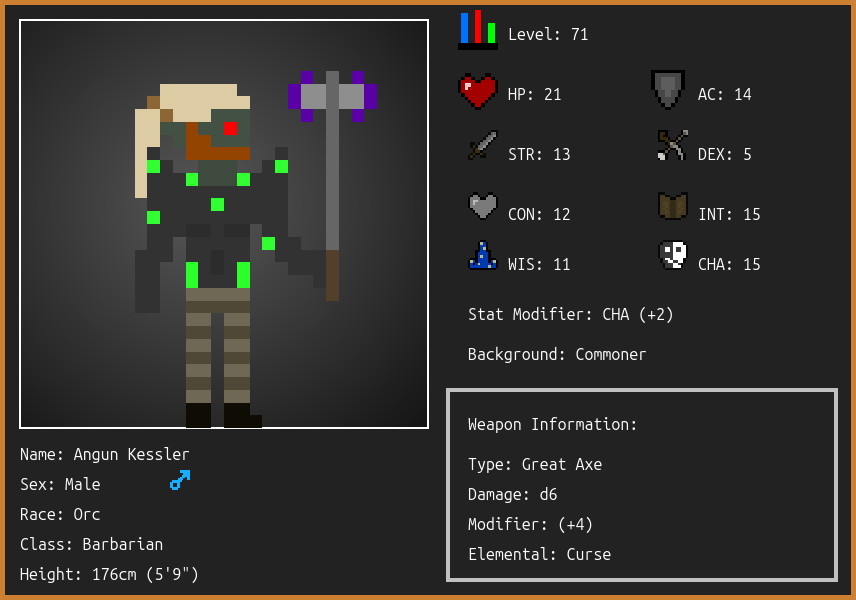 Level: 71
HP: 21
AC: 14
STR: 13
DEX: 5
CON: 12
INT: 15
WIS: 11
CHA: 15
Stat Modifier: CHA (+2)
Background: Commoner
Weapon Information:
Type: Great Axe
Damage: d6
Modifier: (+4)
Elemental: Curse
Name: Angun Kessler
Sex: Male
Race: Orc
Class: Barbarian
Height: 176cm (5'9")